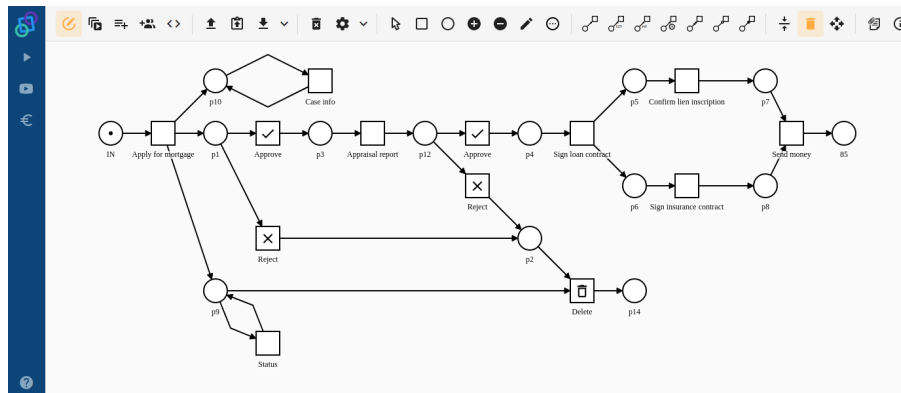 p10
Case info
p5
Confirm lien inscription
p7
IN
Apply for mortgage
p1
Approve
p3
Appraisal report
p12
Approve
p4
Sign loan contract
Send money
85
Reject
p6
Sign insurance contract
p8
Reject
p2
p9
Delete
p14
Status